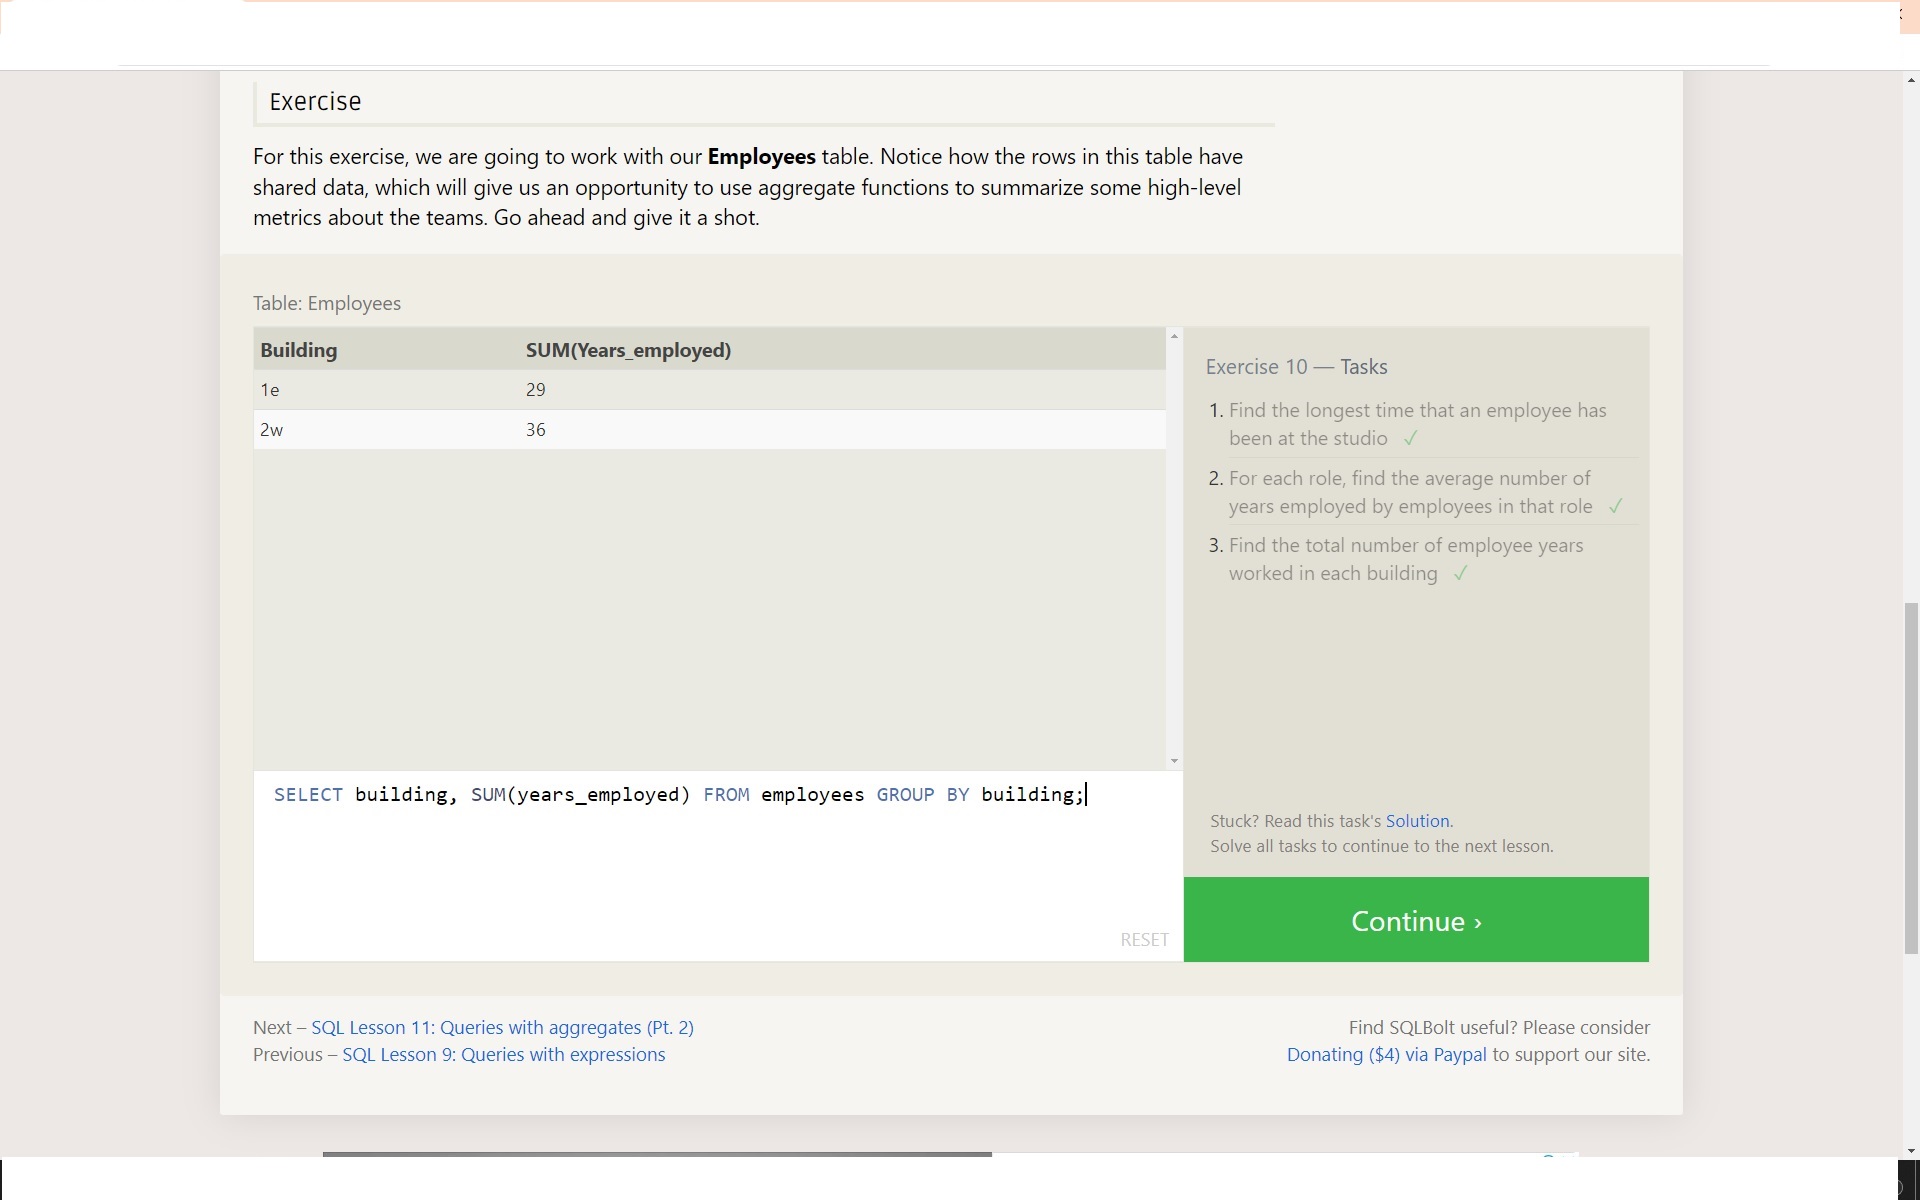 Exercise
For this exercise, we are going to work with our Employees table. Notice how the rows in this table have
shared data, which will give us an opportunity to use aggregate functions to summarize some high-level
metrics about the teams. Go ahead and give it a shot.
Table: Employees
Building SUM(Years_employed)
1e 29
2w 36
SELECT building, SUM(years_employed) FROM employees GROUP BY building;
RESET
Exercise 10 — Tasks
1. Find the longest time that an employee has
been at the studio ✓
2. For each role, find the average number of
years employed by employees in that role ✓
3. Find the total number of employee years
worked in each building ✓
Stuck? Read this task's Solution.
Solve all tasks to continue to the next lesson.
Continue ›
Next – SQL Lesson 11: Queries with aggregates (Pt. 2)
Previous – SQL Lesson 9: Queries with expressions
Find SQLBolt useful? Please consider
Donating ($4) via Paypal to support our site.